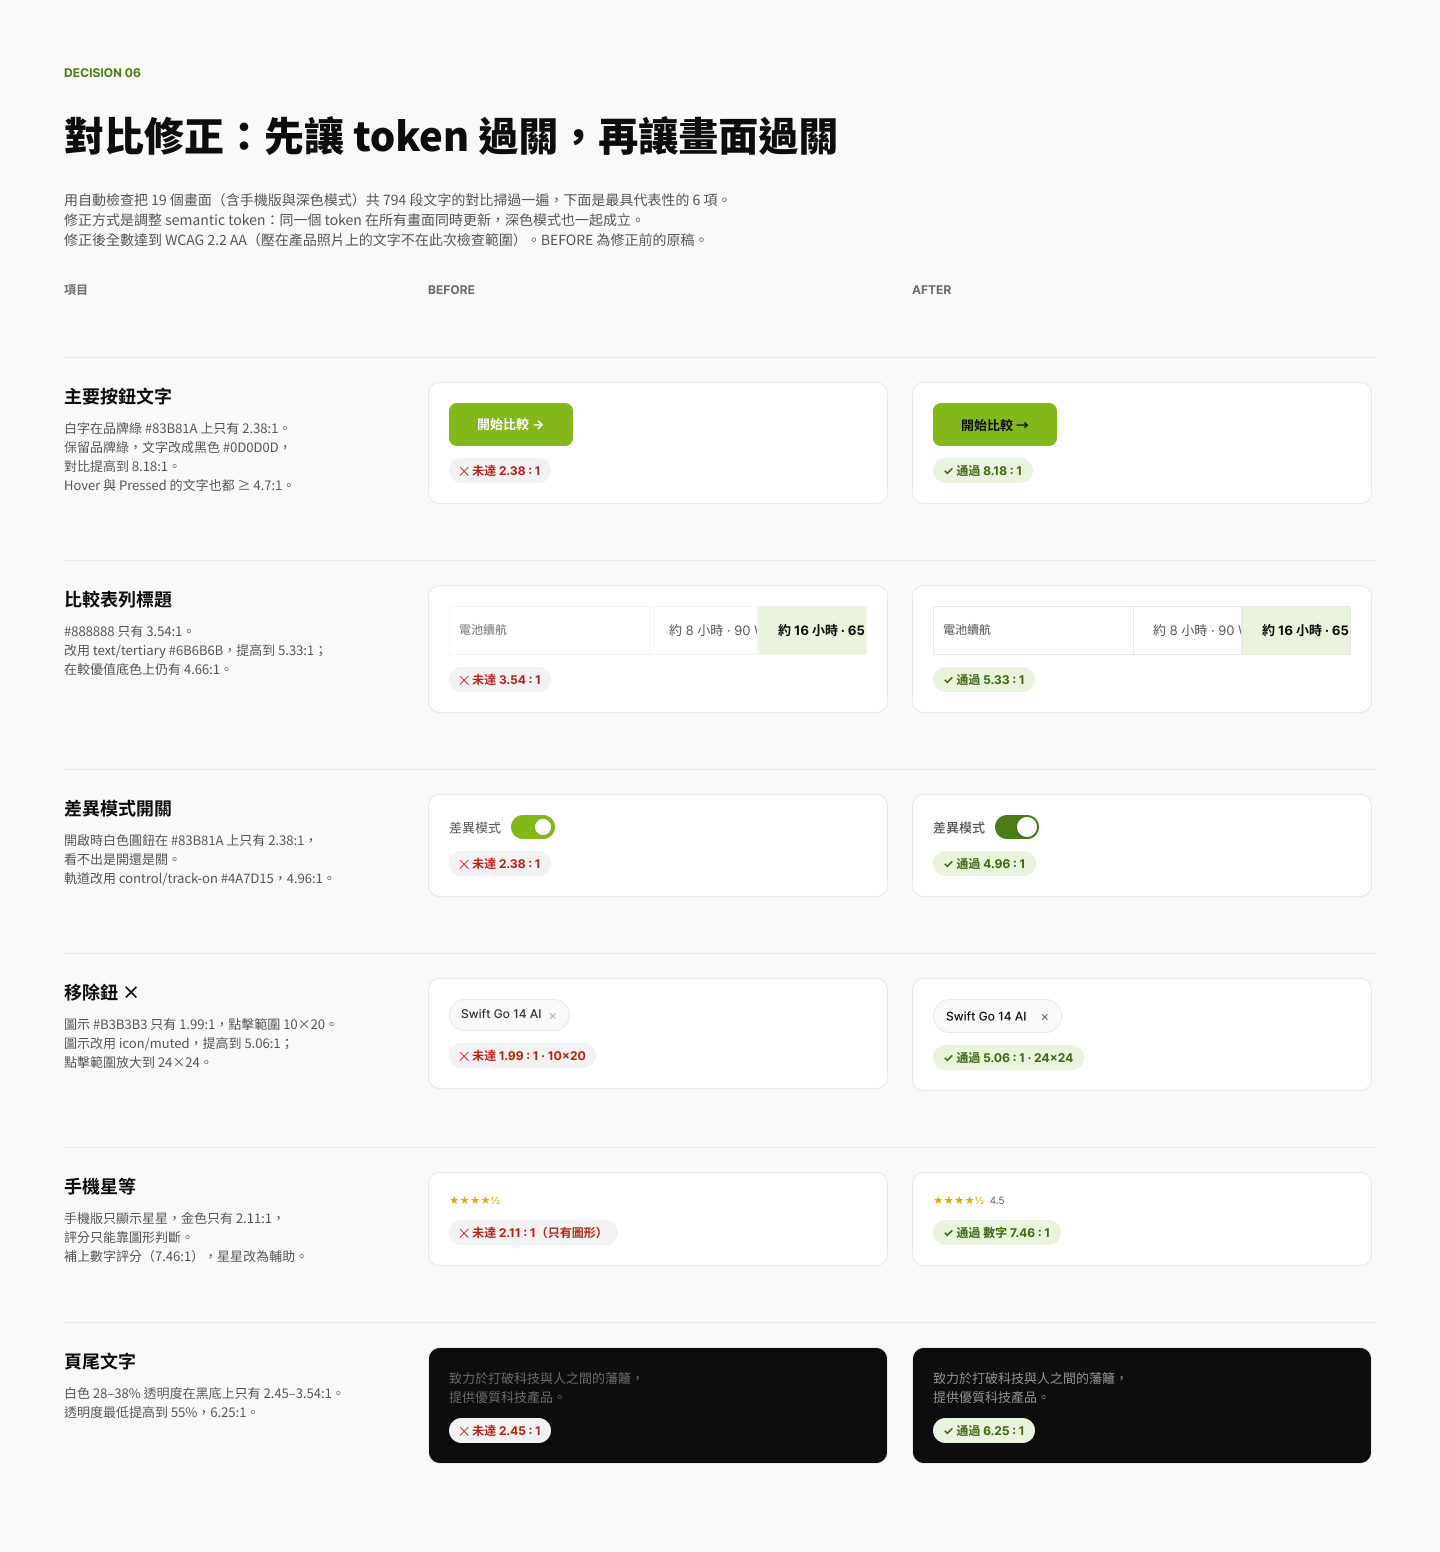 DECISION 06
對比修正：先讓 token 過關，再讓畫面過關
用自動檢查把 19 個畫面（含手機版與深色模式）共 794 段文字的對比掃過一遍，下面是最具代表性的 6 項。
修正方式是調整 semantic token：同一個 token 在所有畫面同時更新，深色模式也一起成立。
修正後全數達到 WCAG 2.2 AA（壓在產品照片上的文字不在此次檢查範圍）。BEFORE 為修正前的原稿。
項目
BEFORE
AFTER
主要按鈕文字
白字在品牌綠 #83B81A 上只有 2.38:1。
保留品牌綠，文字改成黑色 #0D0D0D，
對比提高到 8.18:1。
Hover 與 Pressed 的文字也都 ≥ 4.7:1。
開始比較 →
✕ 未達 2.38 : 1
開始比較 →
✓ 通過 8.18 : 1
比較表列標題
#888888 只有 3.54:1。
改用 text/tertiary #6B6B6B，提高到 5.33:1；
在較優值底色上仍有 4.66:1。
電池續航
約 8 小時 · 90
約 16 小時 · 65
✕ 未達 3.54 : 1
電池續航
約 8 小時 · 90
約 16 小時 · 65
✓ 通過 5.33 : 1
差異模式開關
開啟時白色圓鈕在 #83B81A 上只有 2.38:1，
看不出是開還是關。
軌道改用 control/track-on #4A7D15，4.96:1。
差異模式
✕ 未達 2.38 : 1
差異模式
✓ 通過 4.96 : 1
移除鈕 ×
圖示 #B3B3B3 只有 1.99:1，點擊範圍 10×20。
圖示改用 icon/muted，提高到 5.06:1；
點擊範圍放大到 24×24。
Swift Go 14 AI ×
✕ 未達 1.99 : 1 · 10×20
Swift Go 14 AI ×
✓ 通過 5.06 : 1 · 24×24
手機星等
手機版只顯示星星，金色只有 2.11:1，
評分只能靠圖形判斷。
補上數字評分（7.46:1），星星改為輔助。
★★★★½
✕ 未達 2.11 : 1（只有圖形）
★★★★½ 4.5
✓ 通過 數字 7.46 : 1
頁尾文字
白色 28–38% 透明度在黑底上只有 2.45–3.54:1。
透明度最低提高到 55%，6.25:1。
致力於打破科技與人之間的藩籬，
提供優質科技產品。
✕ 未達 2.45 : 1
致力於打破科技與人之間的藩籬，
提供優質科技產品。
✓ 通過 6.25 : 1